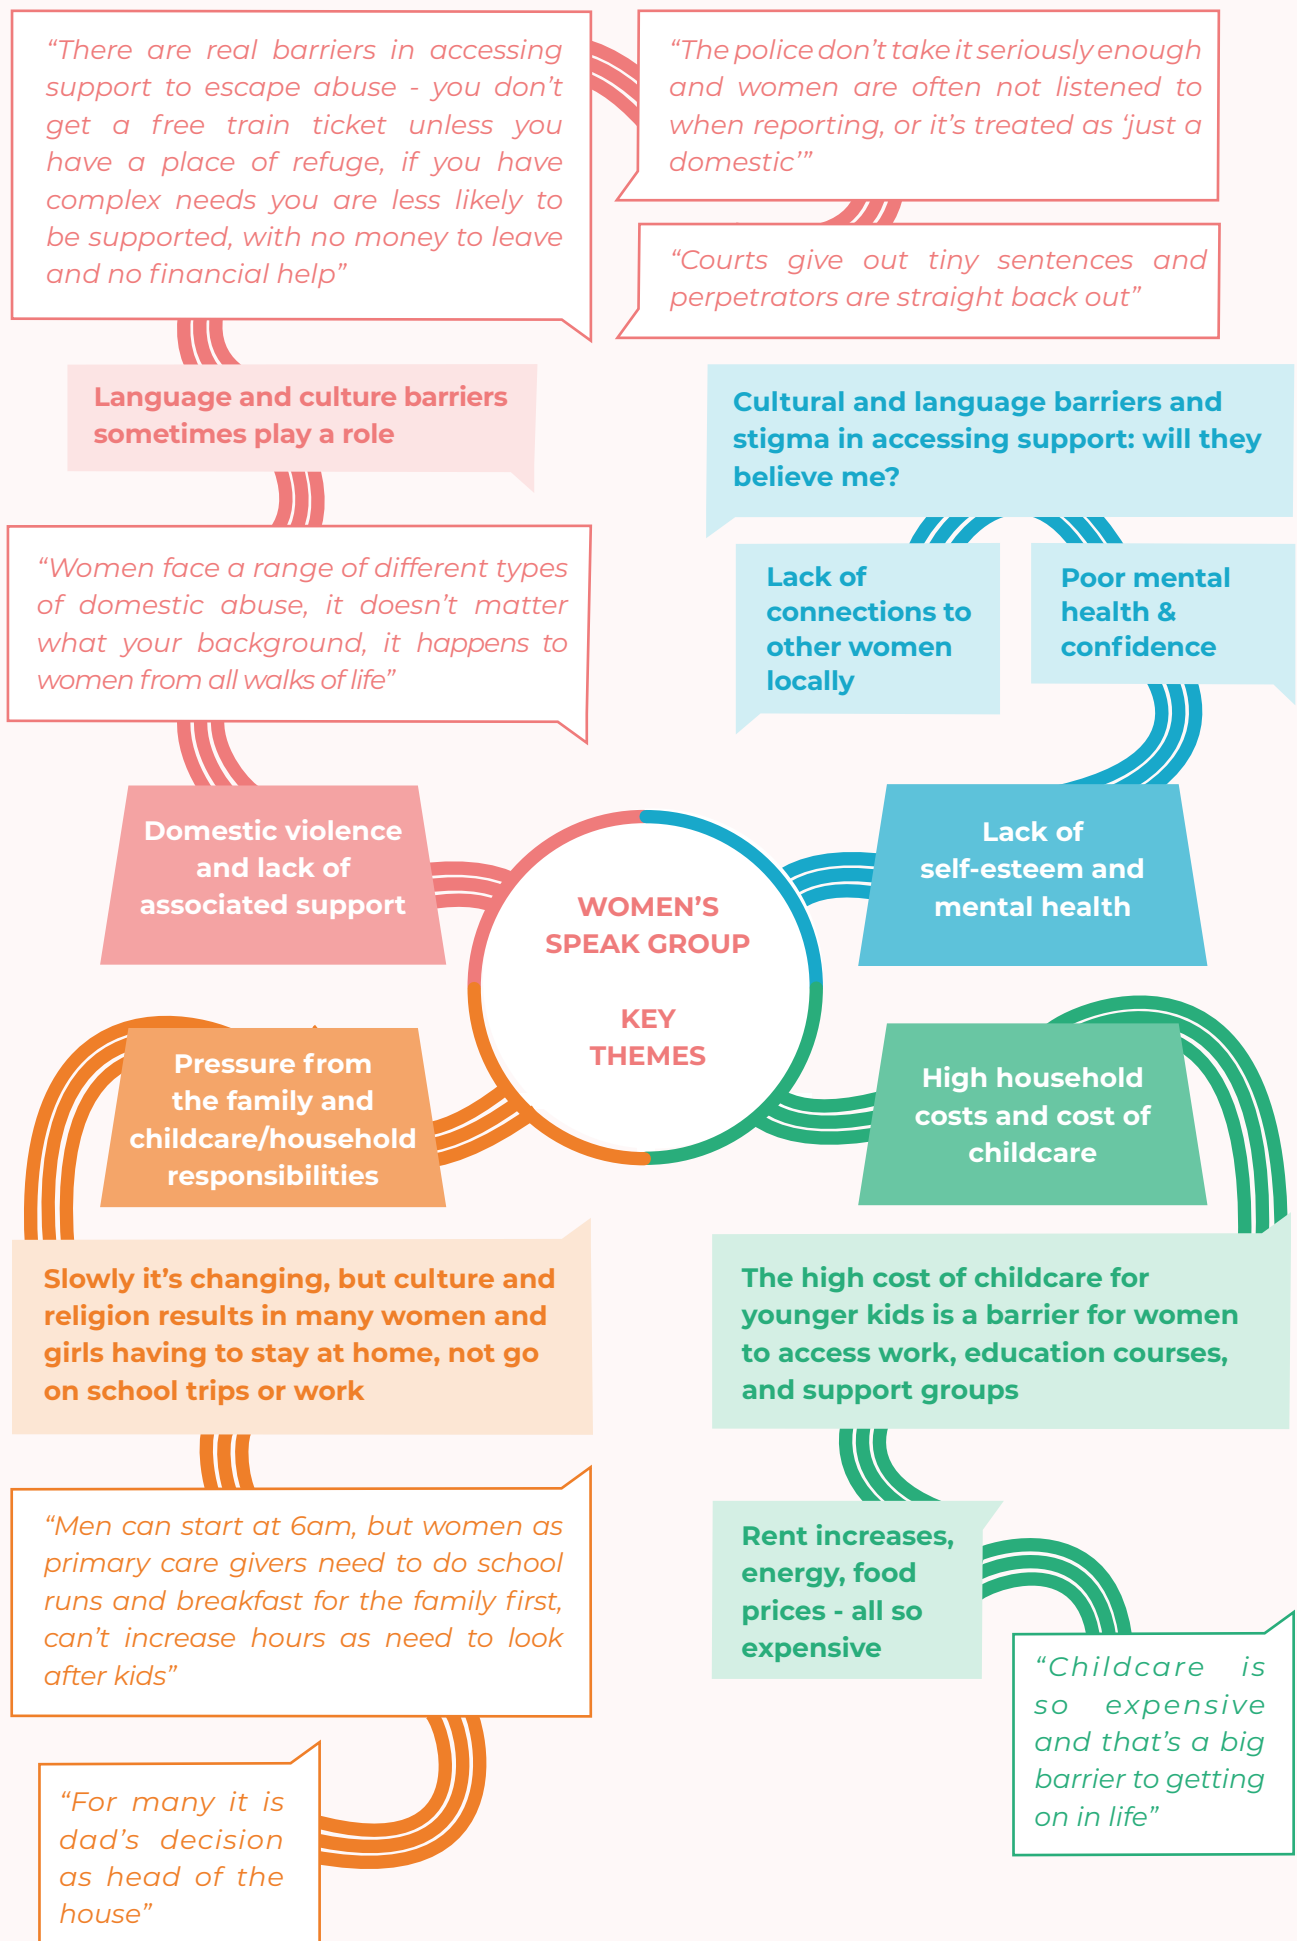 “There are real barriers in accessing
support to escape abuse - you don’t
get a free train ticket unless you
have a place of refuge, if you have
complex needs you are less likely to
be supported, with no money to leave
and no financial help”
“The police don’t take it seriously enough
and women are often not listened to
when reporting, or it’s treated as ‘just a
domestic’”
“Courts give out tiny sentences and
perpetrators are straight back out”
Language and culture barriers
sometimes play a role
“Women face a range of different types
of domestic abuse, it doesn’t matter
what your background, it happens to
women from all walks of life”
Domestic violence
and lack of
associated support
Cultural and language barriers and
stigma in accessing support: will they
believe me?
Lack of
connections to
other women
locally
Poor mental
health &
confidence
Lack of
self-esteem and
mental health
WOMEN’S
SPEAK GROUP
KEY
THEMES
Pressure from
the family and
childcare/household
responsibilities
Slowly it’s changing, but culture and
religion results in many women and
girls having to stay at home, not go
on school trips or work
“Men can start at 6am, but women as
primary care givers need to do school
runs and breakfast for the family first,
can’t increase hours as need to look
after kids”
“For many it is
dad’s decision
as head of the
house”
High household
costs and cost of
childcare
The high cost of childcare for
younger kids is a barrier for women
to access work, education courses,
and support groups
Rent increases,
energy, food
prices - all so
expensive
“Childcare is
so expensive
and that’s a big
barrier to getting
on in life”